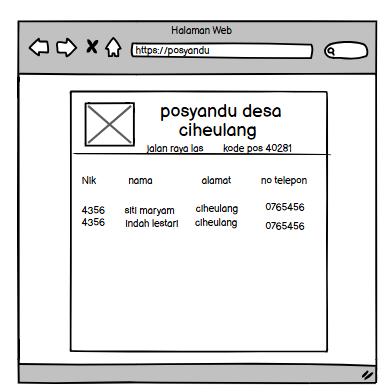 Halaman Web
https://posyandu
posyandu desa
ciheulang
jalan raya las kode pos 40281
Nik nama alamat no telepon
4356 siti maryam ciheulang 0765456
4356 indah lestari ciheulang 0765456